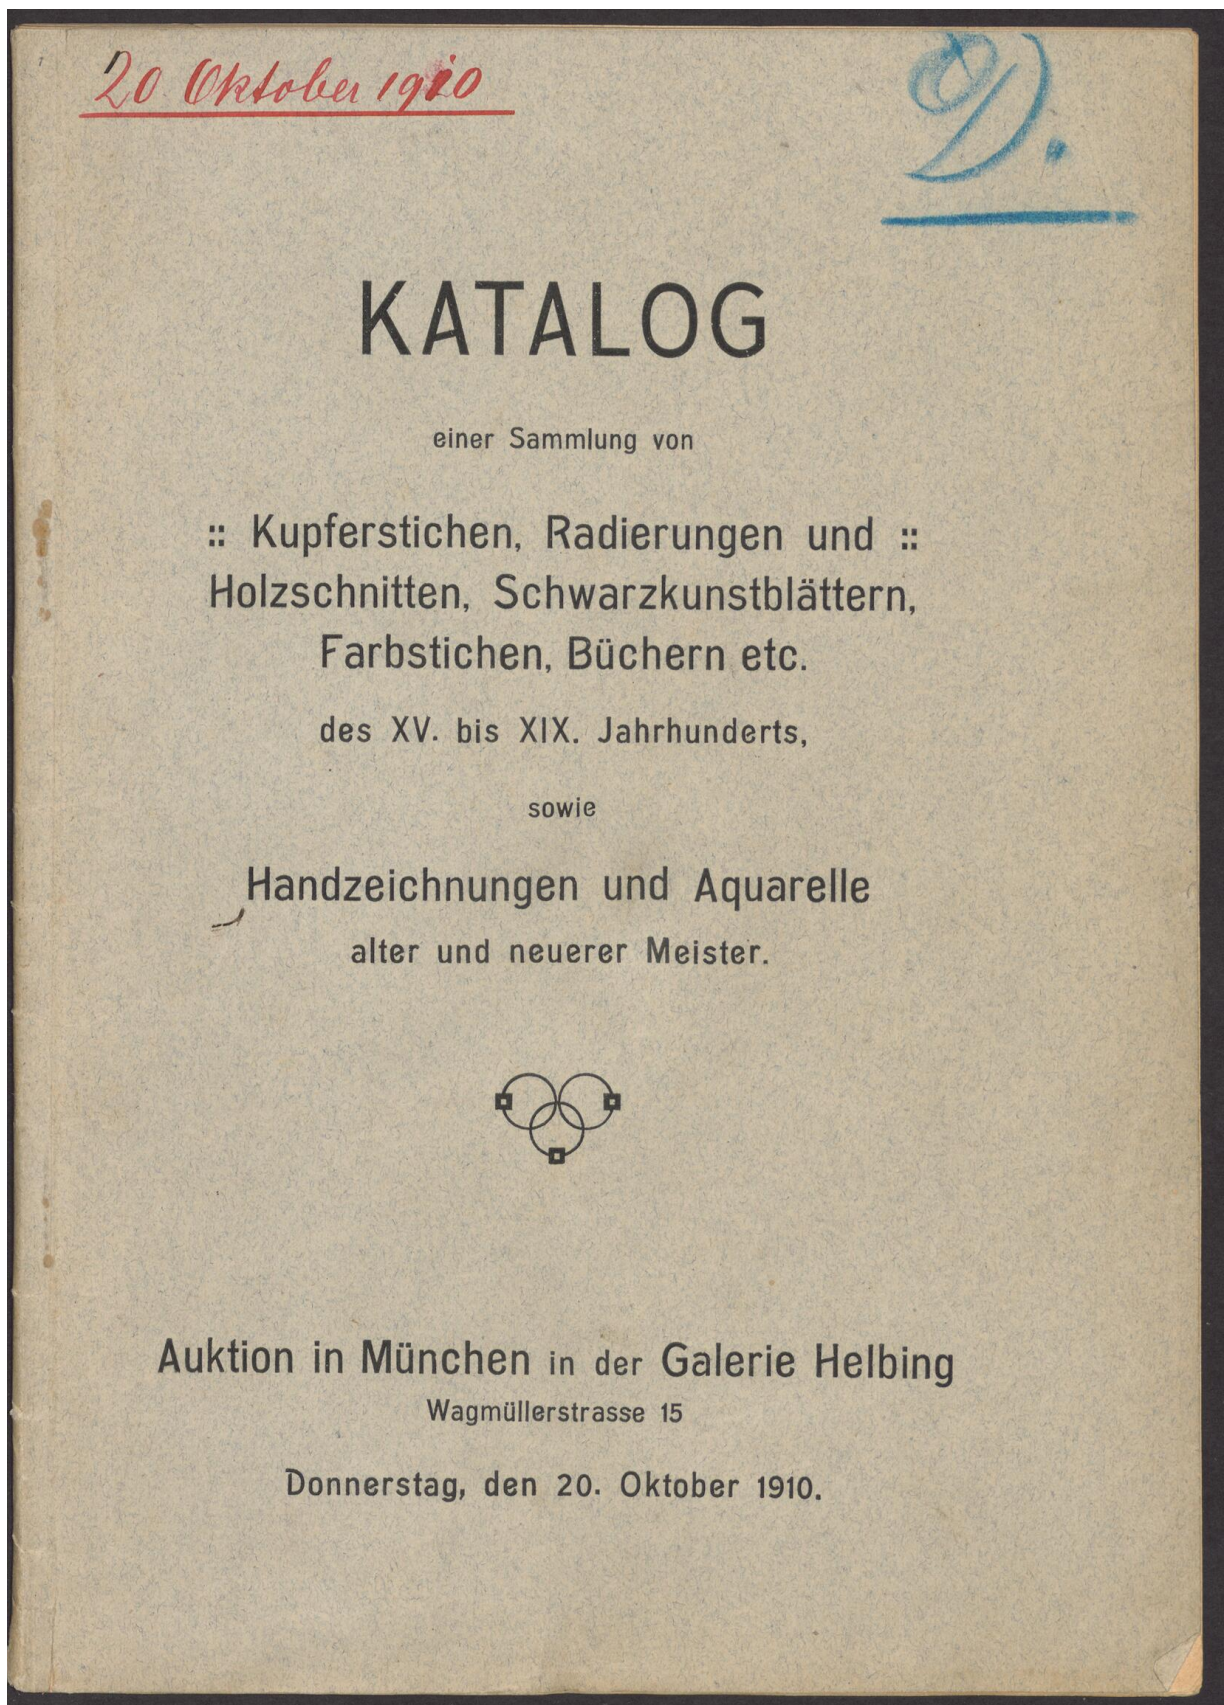 20 Oktober 1910
D.
KATALOG
einer Sammlung von
:: Kupferstichen, Radierungen und ::
Holzschnitten, Schwarzkunstblättern,
Farbstichen, Büchern etc.
des XV. bis XIX. Jahrhunderts,
sowie
Handzeichnungen und Aquarelle
alter und neuerer Meister.
Auktion in München in der Galerie Helbing
Wagmüllerstrasse 15
Donnerstag, den 20. Oktober 1910.